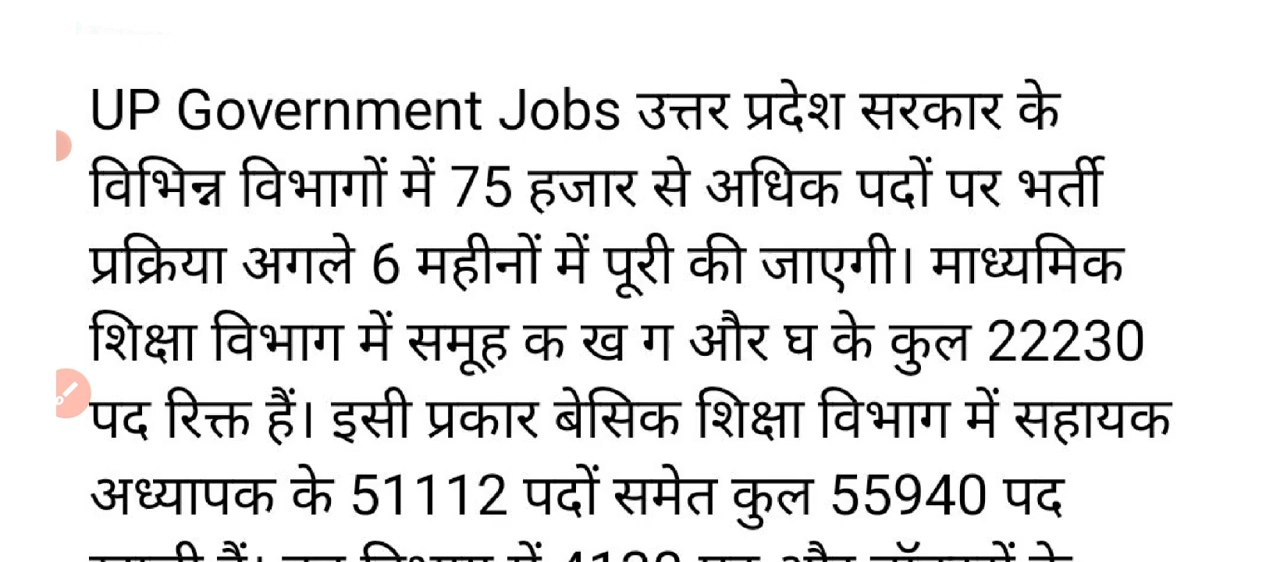 UP Government Jobs उत्तर प्रदेश सरकार के
विभिन्न विभागों में 75 हजार से अधिक पदों पर भर्ती
प्रक्रिया अगले 6 महीनों में पूरी की जाएगी। माध्यमिक
शिक्षा विभाग में समूह क ख ग और घ के कुल 22230
पद रिक्त हैं। इसी प्रकार बेसिक शिक्षा विभाग में सहायक
अध्यापक के 51112 पदों समेत कुल 55940 पद